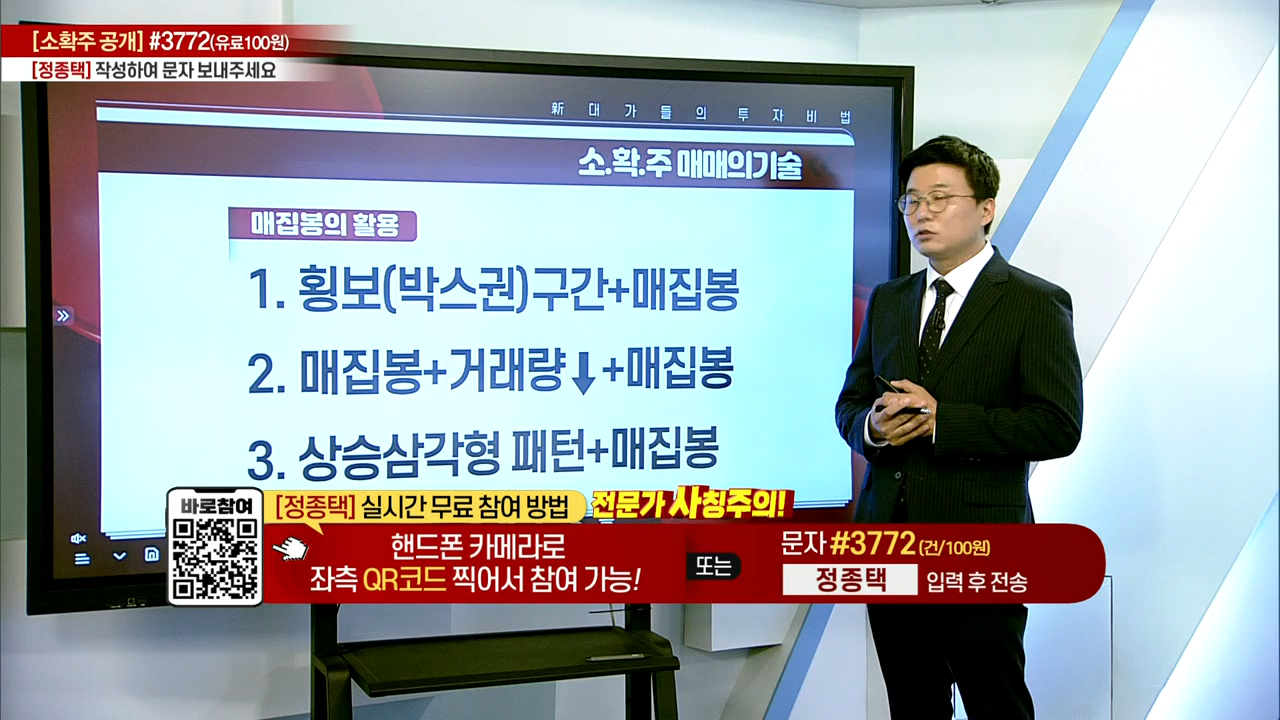 [소확주 공개] #3772(유료100원)
[정종택] 작성하여 문자 보내주세요
新 대가들의 투자비법
소.확.주 매매의기술
매집봉의 활용
1. 횡보(박스권)구간+매집봉
2. 매집봉+거래량↓+매집봉
3. 상승삼각형 패턴+매집봉
바로참여
[정종택] 실시간 무료 참여 방법
전문가 사칭주의!
핸드폰 카메라로
좌측 QR코드 찍어서 참여 가능!
또는
문자 #3772 (건/100원)
정종택 입력 후 전송